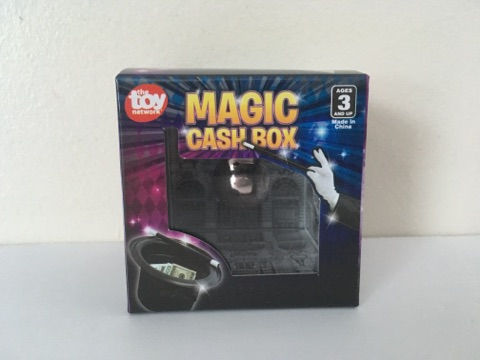 the
toy
network
MAGIC
CASH BOX
AGES
3
AND UP
Made in
China